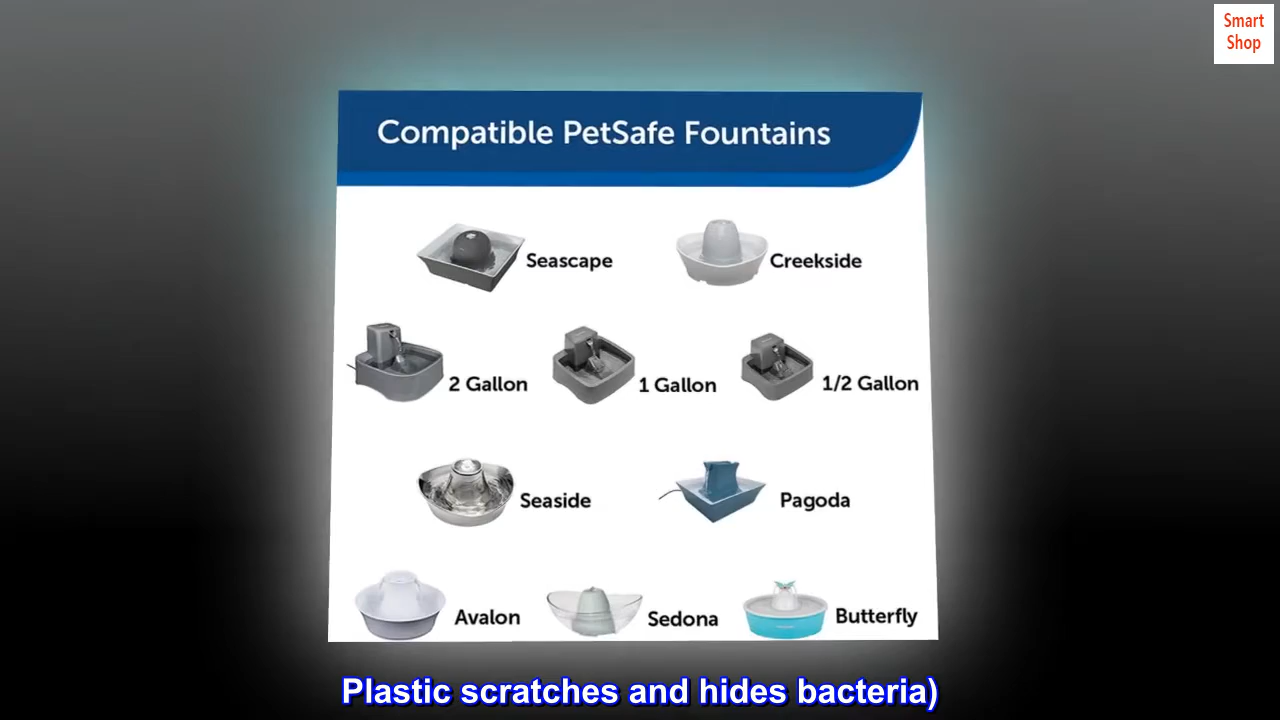 Smart
Shop
Compatible PetSafe Fountains
Seascape
Creekside
2 Gallon
1 Gallon
1/2 Gallon
Seaside
Pagoda
Avalon
Sedona
Butterfly
Plastic scratches and hides bacteria)